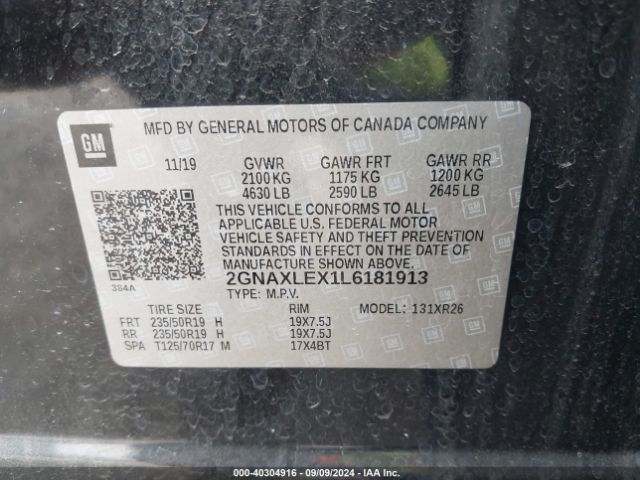 GM
MFD BY GENERAL MOTORS OF CANADA COMPANY
11/19 GVWR GAWR FRT GAWR RR
2100 KG 1175 KG 1200 KG
4630 LB 2590 LB 2645 LB
THIS VEHICLE CONFORMS TO ALL
APPLICABLE U.S. FEDERAL MOTOR
VEHICLE SAFETY AND THEFT PREVENTION
STANDARDS IN EFFECT ON THE DATE
OF MANUFACTURE SHOWN ABOVE.
384A
2GNAXLEX1L6181913
TYPE: M.P.V.
TIRE SIZE RIM MODEL: 131XR26
FRT 235/50R19 H 19X7.5J
RR 235/50R19 H 19X7.5J
SPA T125/70R17 M 17X4BT
000-40304916 - 09/09/2024 - IAA Inc.